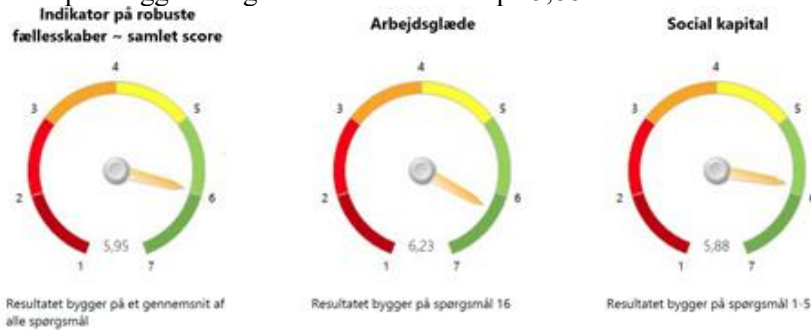 Indikator på robuste
fællesskaber ~ samlet score
4
3
5
2
6
5,95
1
7
Resultatet bygger på et gennemsnit af
alle spørgsmål
Arbejdsglæde
4
3
5
2
6
6,23
1
7
Resultatet bygger på spørgsmål 16
Social kapital
4
3
5
2
5,88
1
7
Resultatet bygger på spørgsmål 1-5